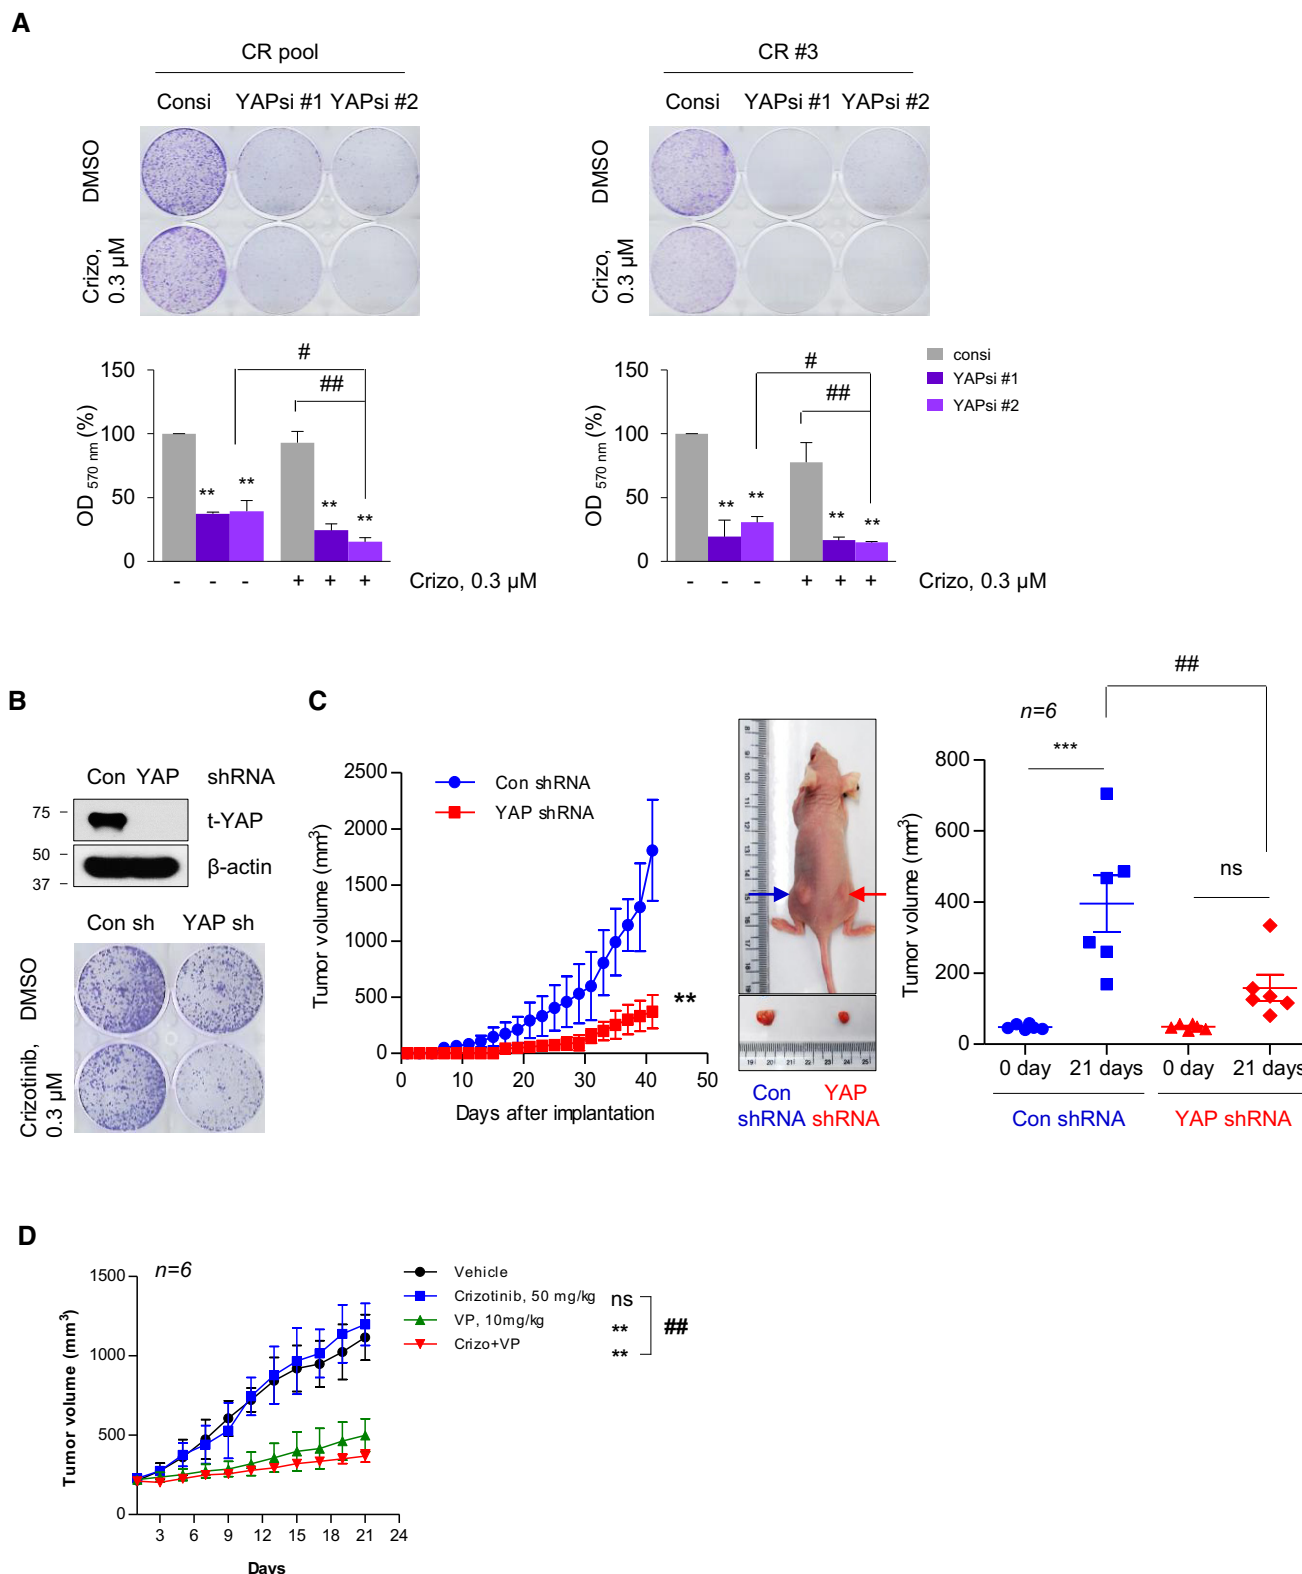 A
CR pool
Consi YAPsi #1 YAPsi #2
DMSO
Crizo,
0.3 µM
150
100
50
0
OD 570 nm (%)
#
##
** ** ** **
- - - + + + Crizo, 0.3 µM
CR #3
Consi YAPsi #1 YAPsi #2
DMSO
Crizo,
0.3 µM
150
100
50
0
OD 570 nm (%)
#
##
** ** ** **
- - - + + + Crizo, 0.3 µM
consi
YAPsi #1
YAPsi #2
B
Con YAP shRNA
75 t-YAP
50 β-actin
37
Con sh YAP sh
DMSO
Crizotinib,
0.3 µM
C
2500
2000
1500
1000
500
0
Tumor volume (mm3)
Con shRNA
YAP shRNA
**
0 10 20 30 40 50
Days after implantation
Con
shRNA
YAP
shRNA
n=6
***
##
ns
800
600
400
200
0
Tumor volume (mm3)
0 day 21 days 0 day 21 days
Con shRNA YAP shRNA
D
n=6
1500
1000
500
0
Tumor volume (mm3)
3 6 9 12 15 18 21 24
Days
Vehicle
Crizotinib, 50 mg/kg ns
VP, 10mg/kg **
Crizo+VP **
##